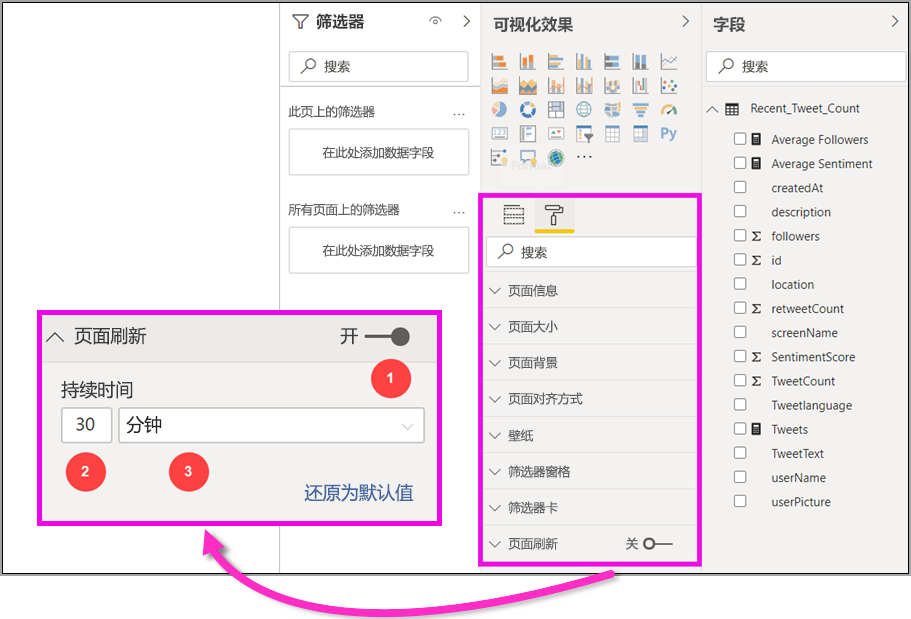 筛选器
搜索
此页上的筛选器
...
在此处添加数据字段
所有页面上的筛选器
...
在此处添加数据字段
可视化效果
123
Py
...
搜索
页面信息
页面大小
页面背景
页面对齐方式
壁纸
筛选器窗格
筛选器卡
页面刷新 关
字段
搜索
Recent_Tweet_Count
Average Followers
Average Sentiment
createdAt
description
Σ followers
Σ id
location
Σ retweetCount
screenName
Σ SentimentScore
Σ TweetCount
Tweetlanguage
Tweets
TweetText
userName
userPicture
页面刷新 开
1
持续时间
30 分钟
2 3
还原为默认值